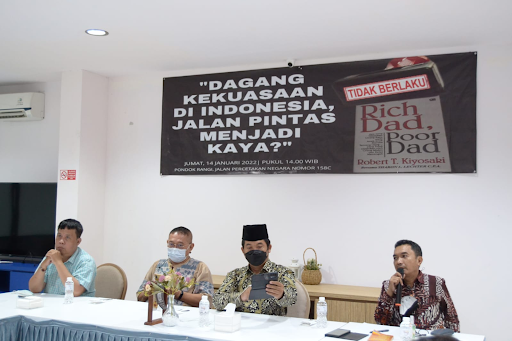 "DAGANG
KEKUASAAN
DI INDONESIA,
JALAN PINTAS
MENJADI
KAYA?"
JUMAT, 14 JANUARI 2022 | PUKUL 14.00 WIB
PONDOK RANGI, JALAN PERCETAKAN NEGARA NOMOR 158C
TIDAK BERLAKU
Rich
Dad,
Poor
Dad
Robert T. Kiyosaki